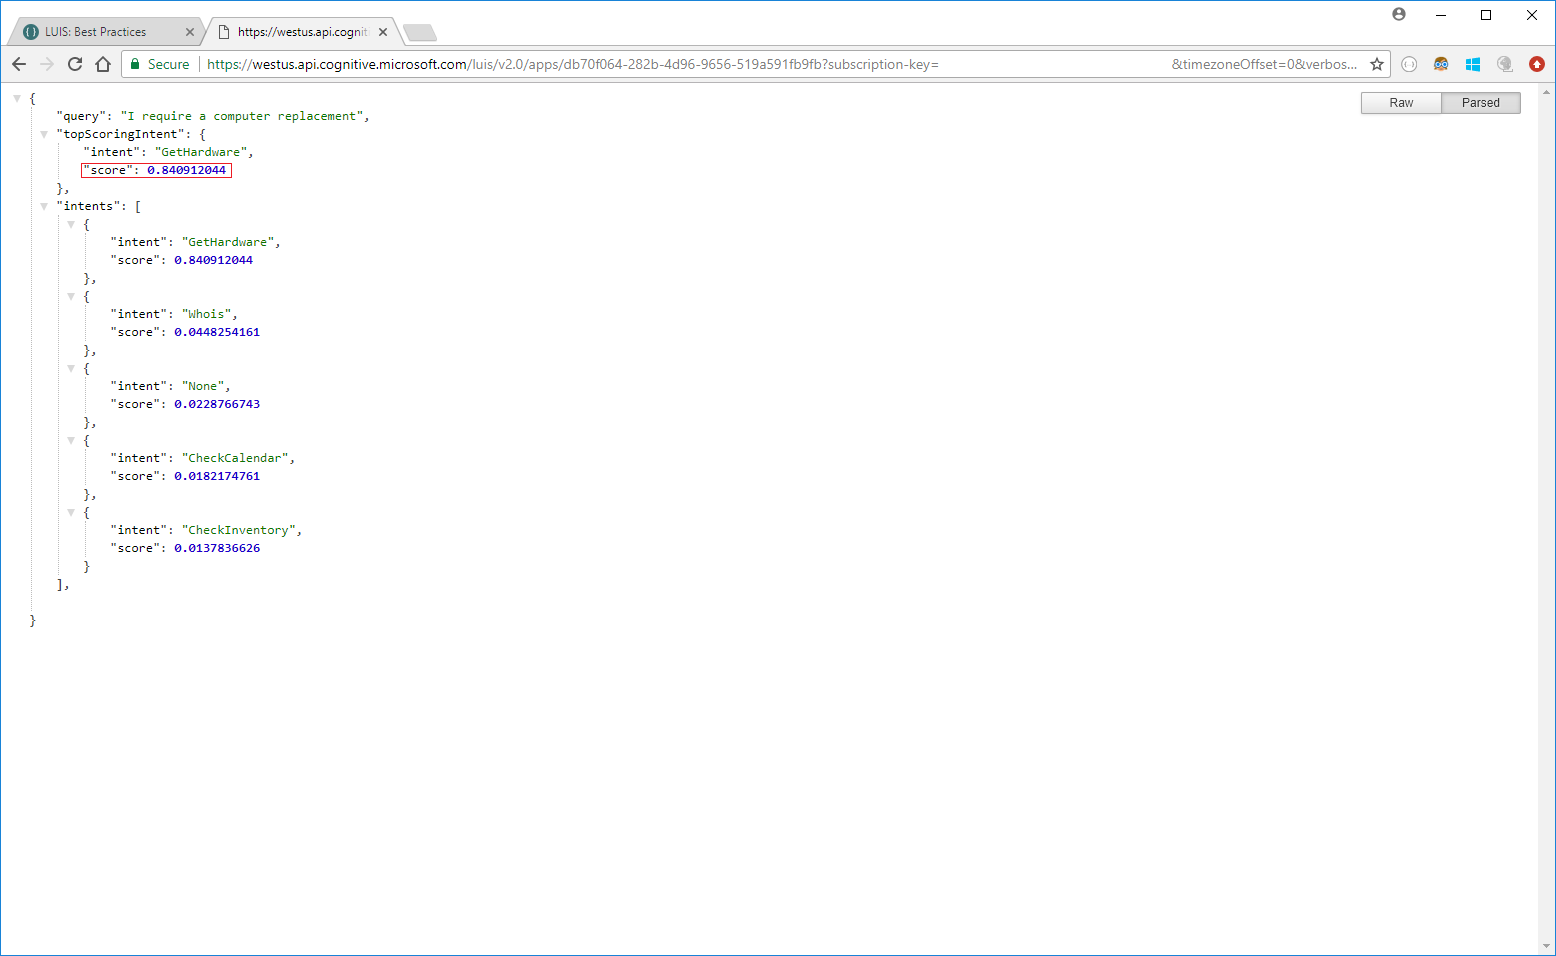 LUIS: Best Practices
https://westus.api.cognit
Secure
https://westus.api.cognitive.microsoft.com/luis/v2.0/apps/db70f064-282b-4d96-9656-519a591fb9fb?subscription-key= &timezoneOffset=0&verbos...
Raw Parsed
{
"query": "I require a computer replacement",
"topScoringIntent": {
"intent": "GetHardware",
"score": 0.840912044
},
"intents": [
{
"intent": "GetHardware",
"score": 0.840912044
},
{
"intent": "Whois",
"score": 0.0448254161
},
{
"intent": "None",
"score": 0.0228766743
},
{
"intent": "CheckCalendar",
"score": 0.0182174761
},
{
"intent": "CheckInventory",
"score": 0.0137836626
}
],
}